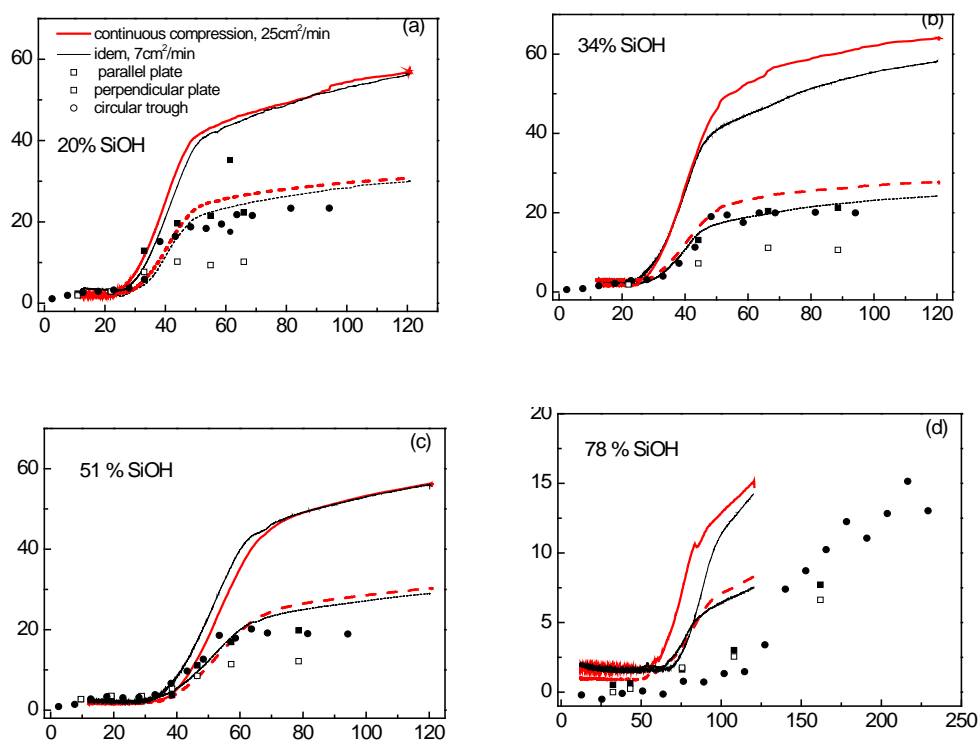 (a)
continuous compression, 25cm²/min
idem, 7cm²/min
parallel plate
perpendicular plate
circular trough
20% SiOH
60
40
20
0
0 20 40 60 80 100 120
(b)
34% SiOH
60
40
20
0
0 20 40 60 80 100 120
(c)
51 % SiOH
60
40
20
0
0 20 40 60 80 100 120
(d)
78 % SiOH
20
15
10
5
0
0 50 100 150 200 250